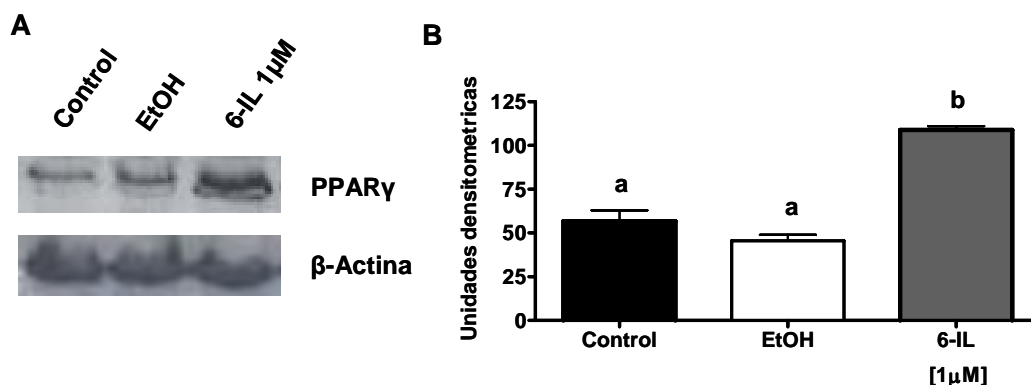 A
Control
EtOH
6-IL 1µM
PPARγ
β-Actina
B
Unidades densitometricas
125
100
75
50
25
0
a
a
b
Control
EtOH
6-IL
[1µM]